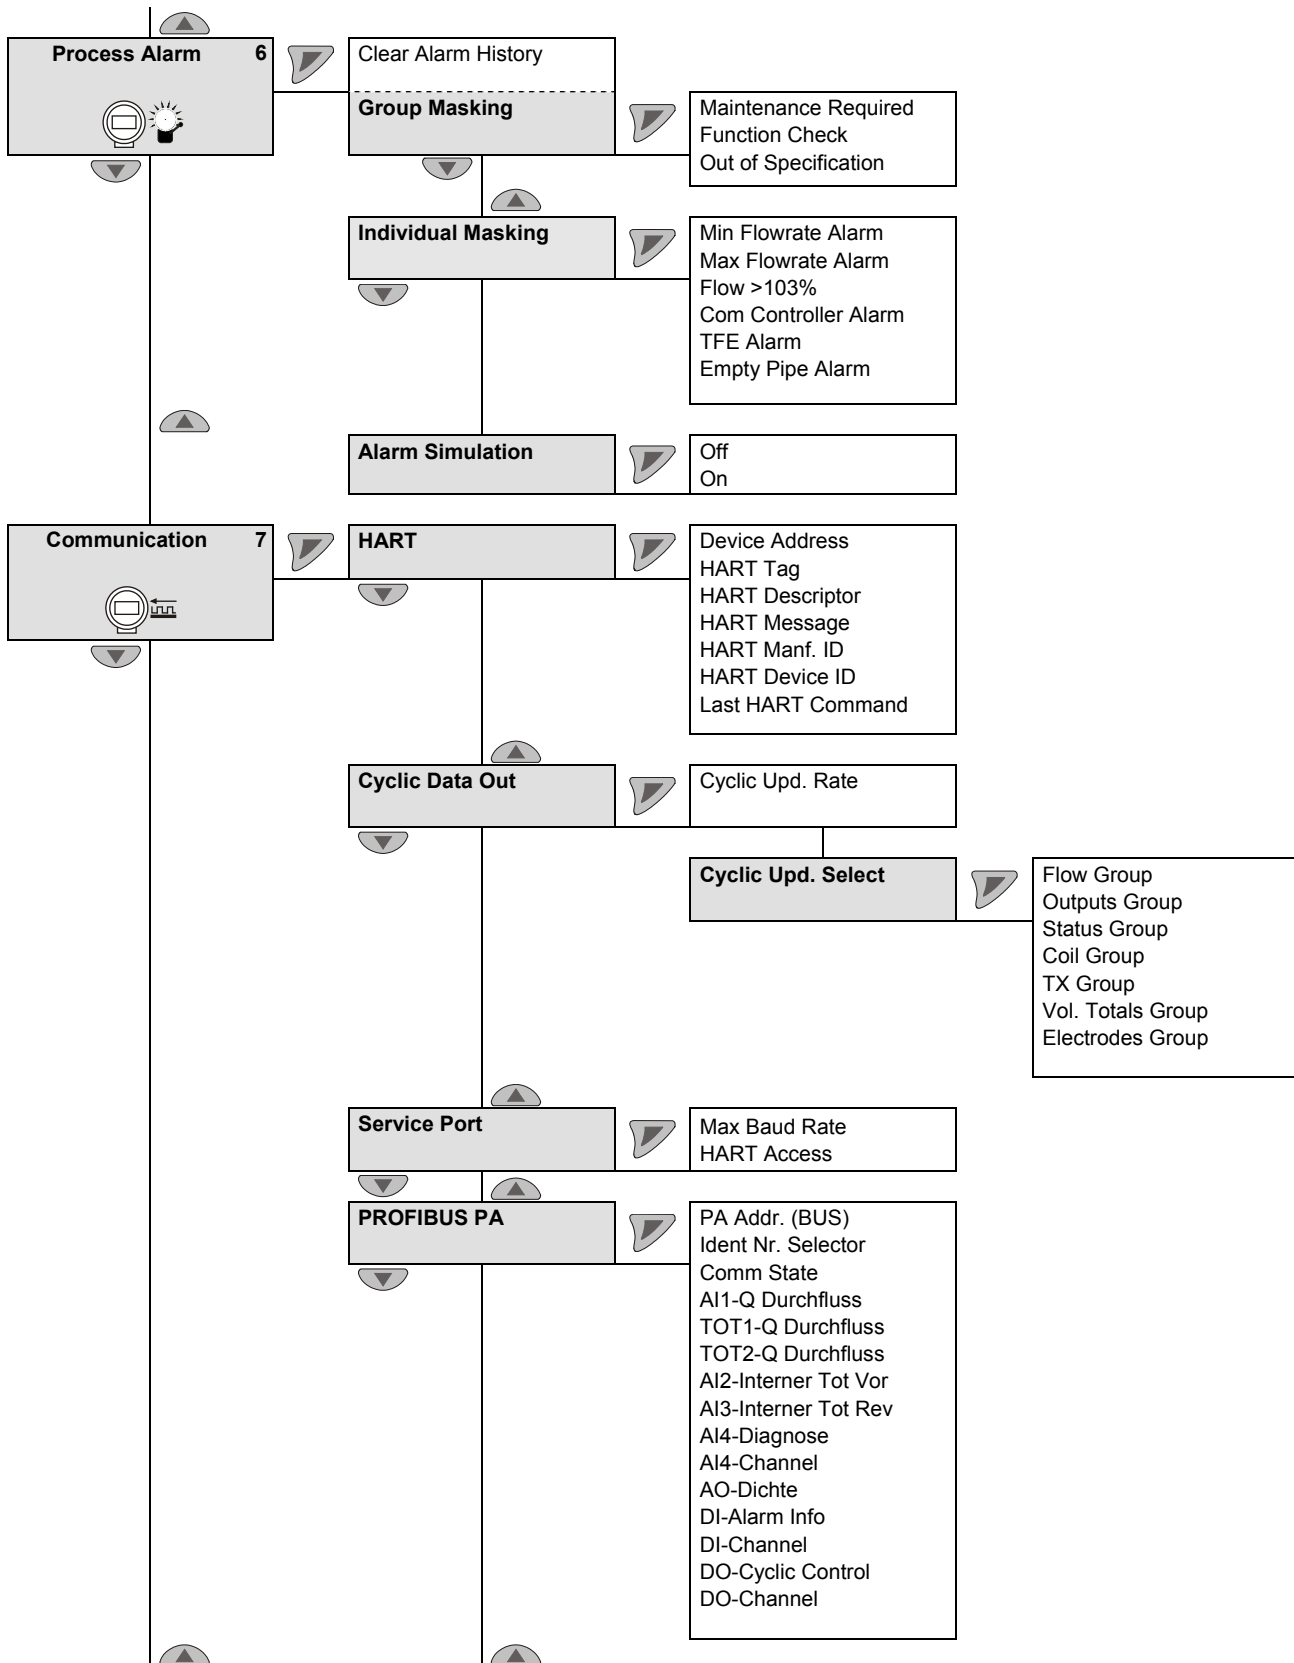 Process Alarm 6
Clear Alarm History
Group Masking
Maintenance Required
Function Check
Out of Specification
Individual Masking
Min Flowrate Alarm
Max Flowrate Alarm
Flow >103%
Com Controller Alarm
TFE Alarm
Empty Pipe Alarm
Alarm Simulation
Off
On
Communication 7
HART
Device Address
HART Tag
HART Descriptor
HART Message
HART Manf. ID
HART Device ID
Last HART Command
Cyclic Data Out
Cyclic Upd. Rate
Cyclic Upd. Select
Flow Group
Outputs Group
Status Group
Coil Group
TX Group
Vol. Totals Group
Electrodes Group
Service Port
Max Baud Rate
HART Access
PROFIBUS PA
PA Addr. (BUS)
Ident Nr. Selector
Comm State
AI1-Q Durchfluss
TOT1-Q Durchfluss
TOT2-Q Durchfluss
AI2-Interner Tot Vor
AI3-Interner Tot Rev
AI4-Diagnose
AI4-Channel
AO-Dichte
DI-Alarm Info
DI-Channel
DO-Cyclic Control
DO-Channel